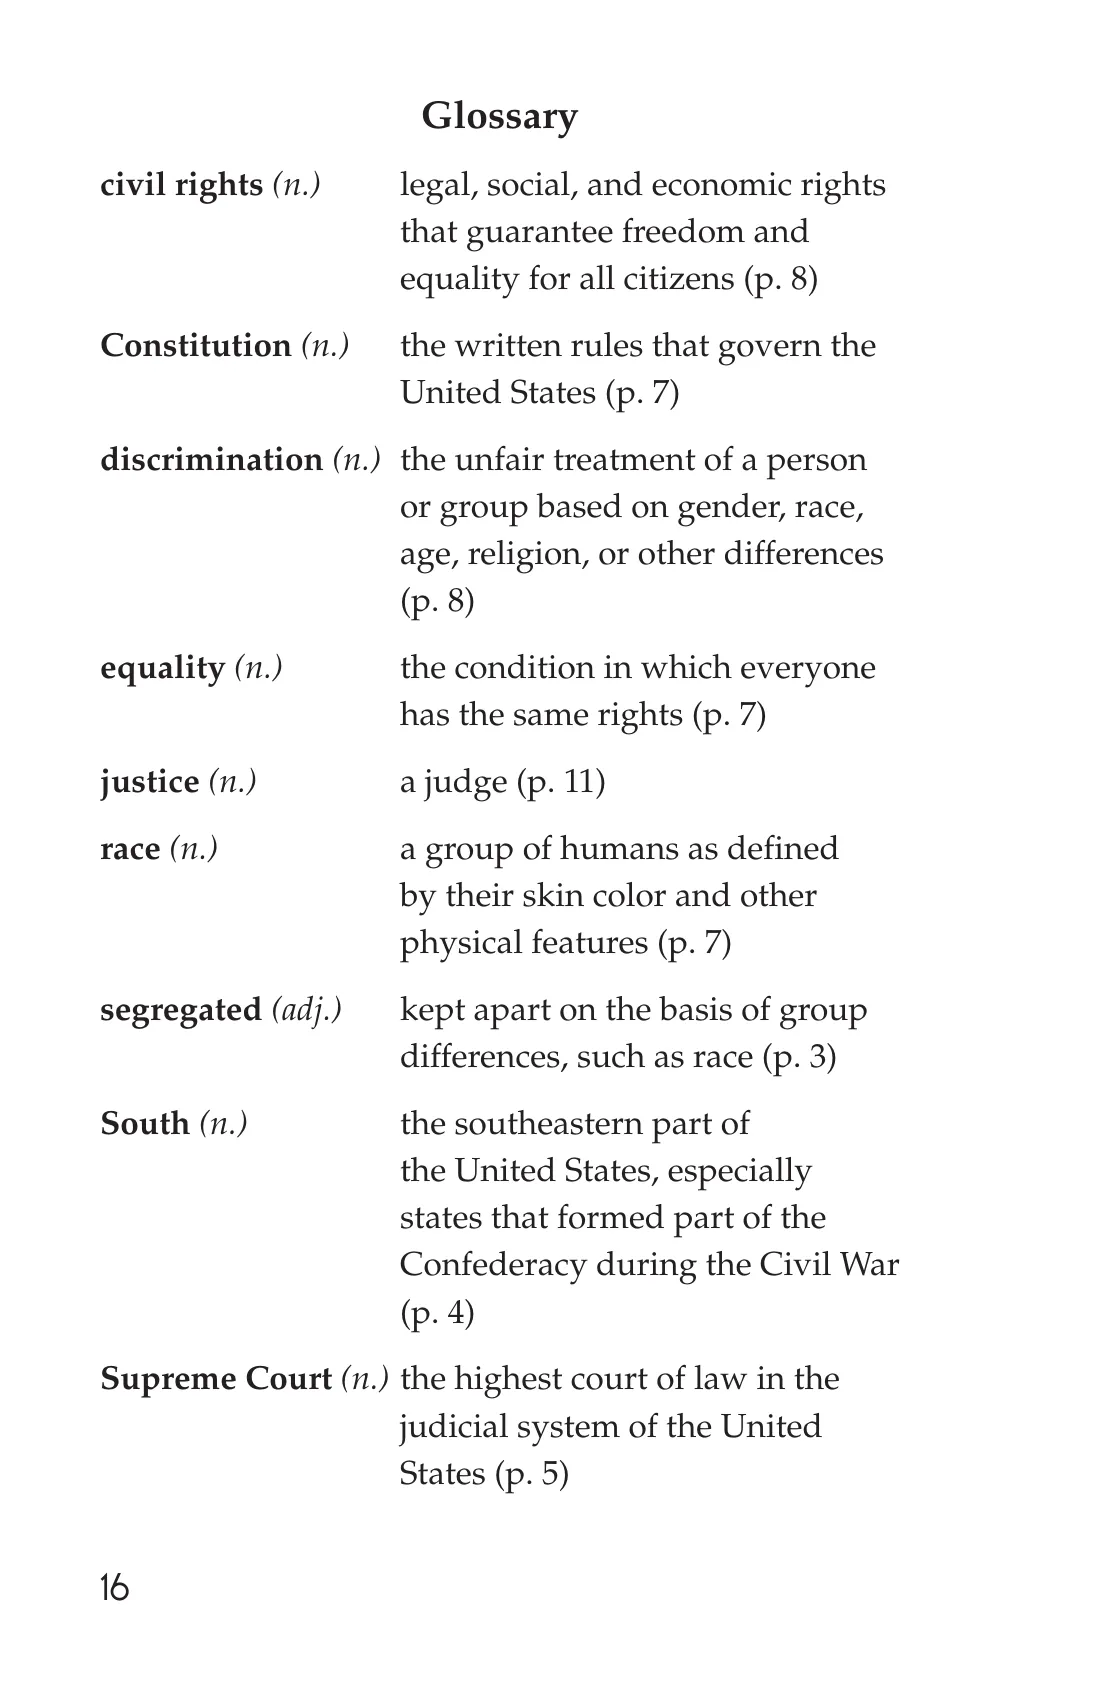 Glossary
civil rights (n.) legal, social, and economic rights
that guarantee freedom and
equality for all citizens (p. 8)
Constitution (n.) the written rules that govern the
United States (p. 7)
discrimination (n.) the unfair treatment of a person
or group based on gender, race,
age, religion, or other differences
(p. 8)
equality (n.) the condition in which everyone
has the same rights (p. 7)
justice (n.) a judge (p. 11)
race (n.) a group of humans as defined
by their skin color and other
physical features (p. 7)
segregated (adj.) kept apart on the basis of group
differences, such as race (p. 3)
South (n.) the southeastern part of
the United States, especially
states that formed part of the
Confederacy during the Civil War
(p. 4)
Supreme Court (n.) the highest court of law in the
judicial system of the United
States (p. 5)
16